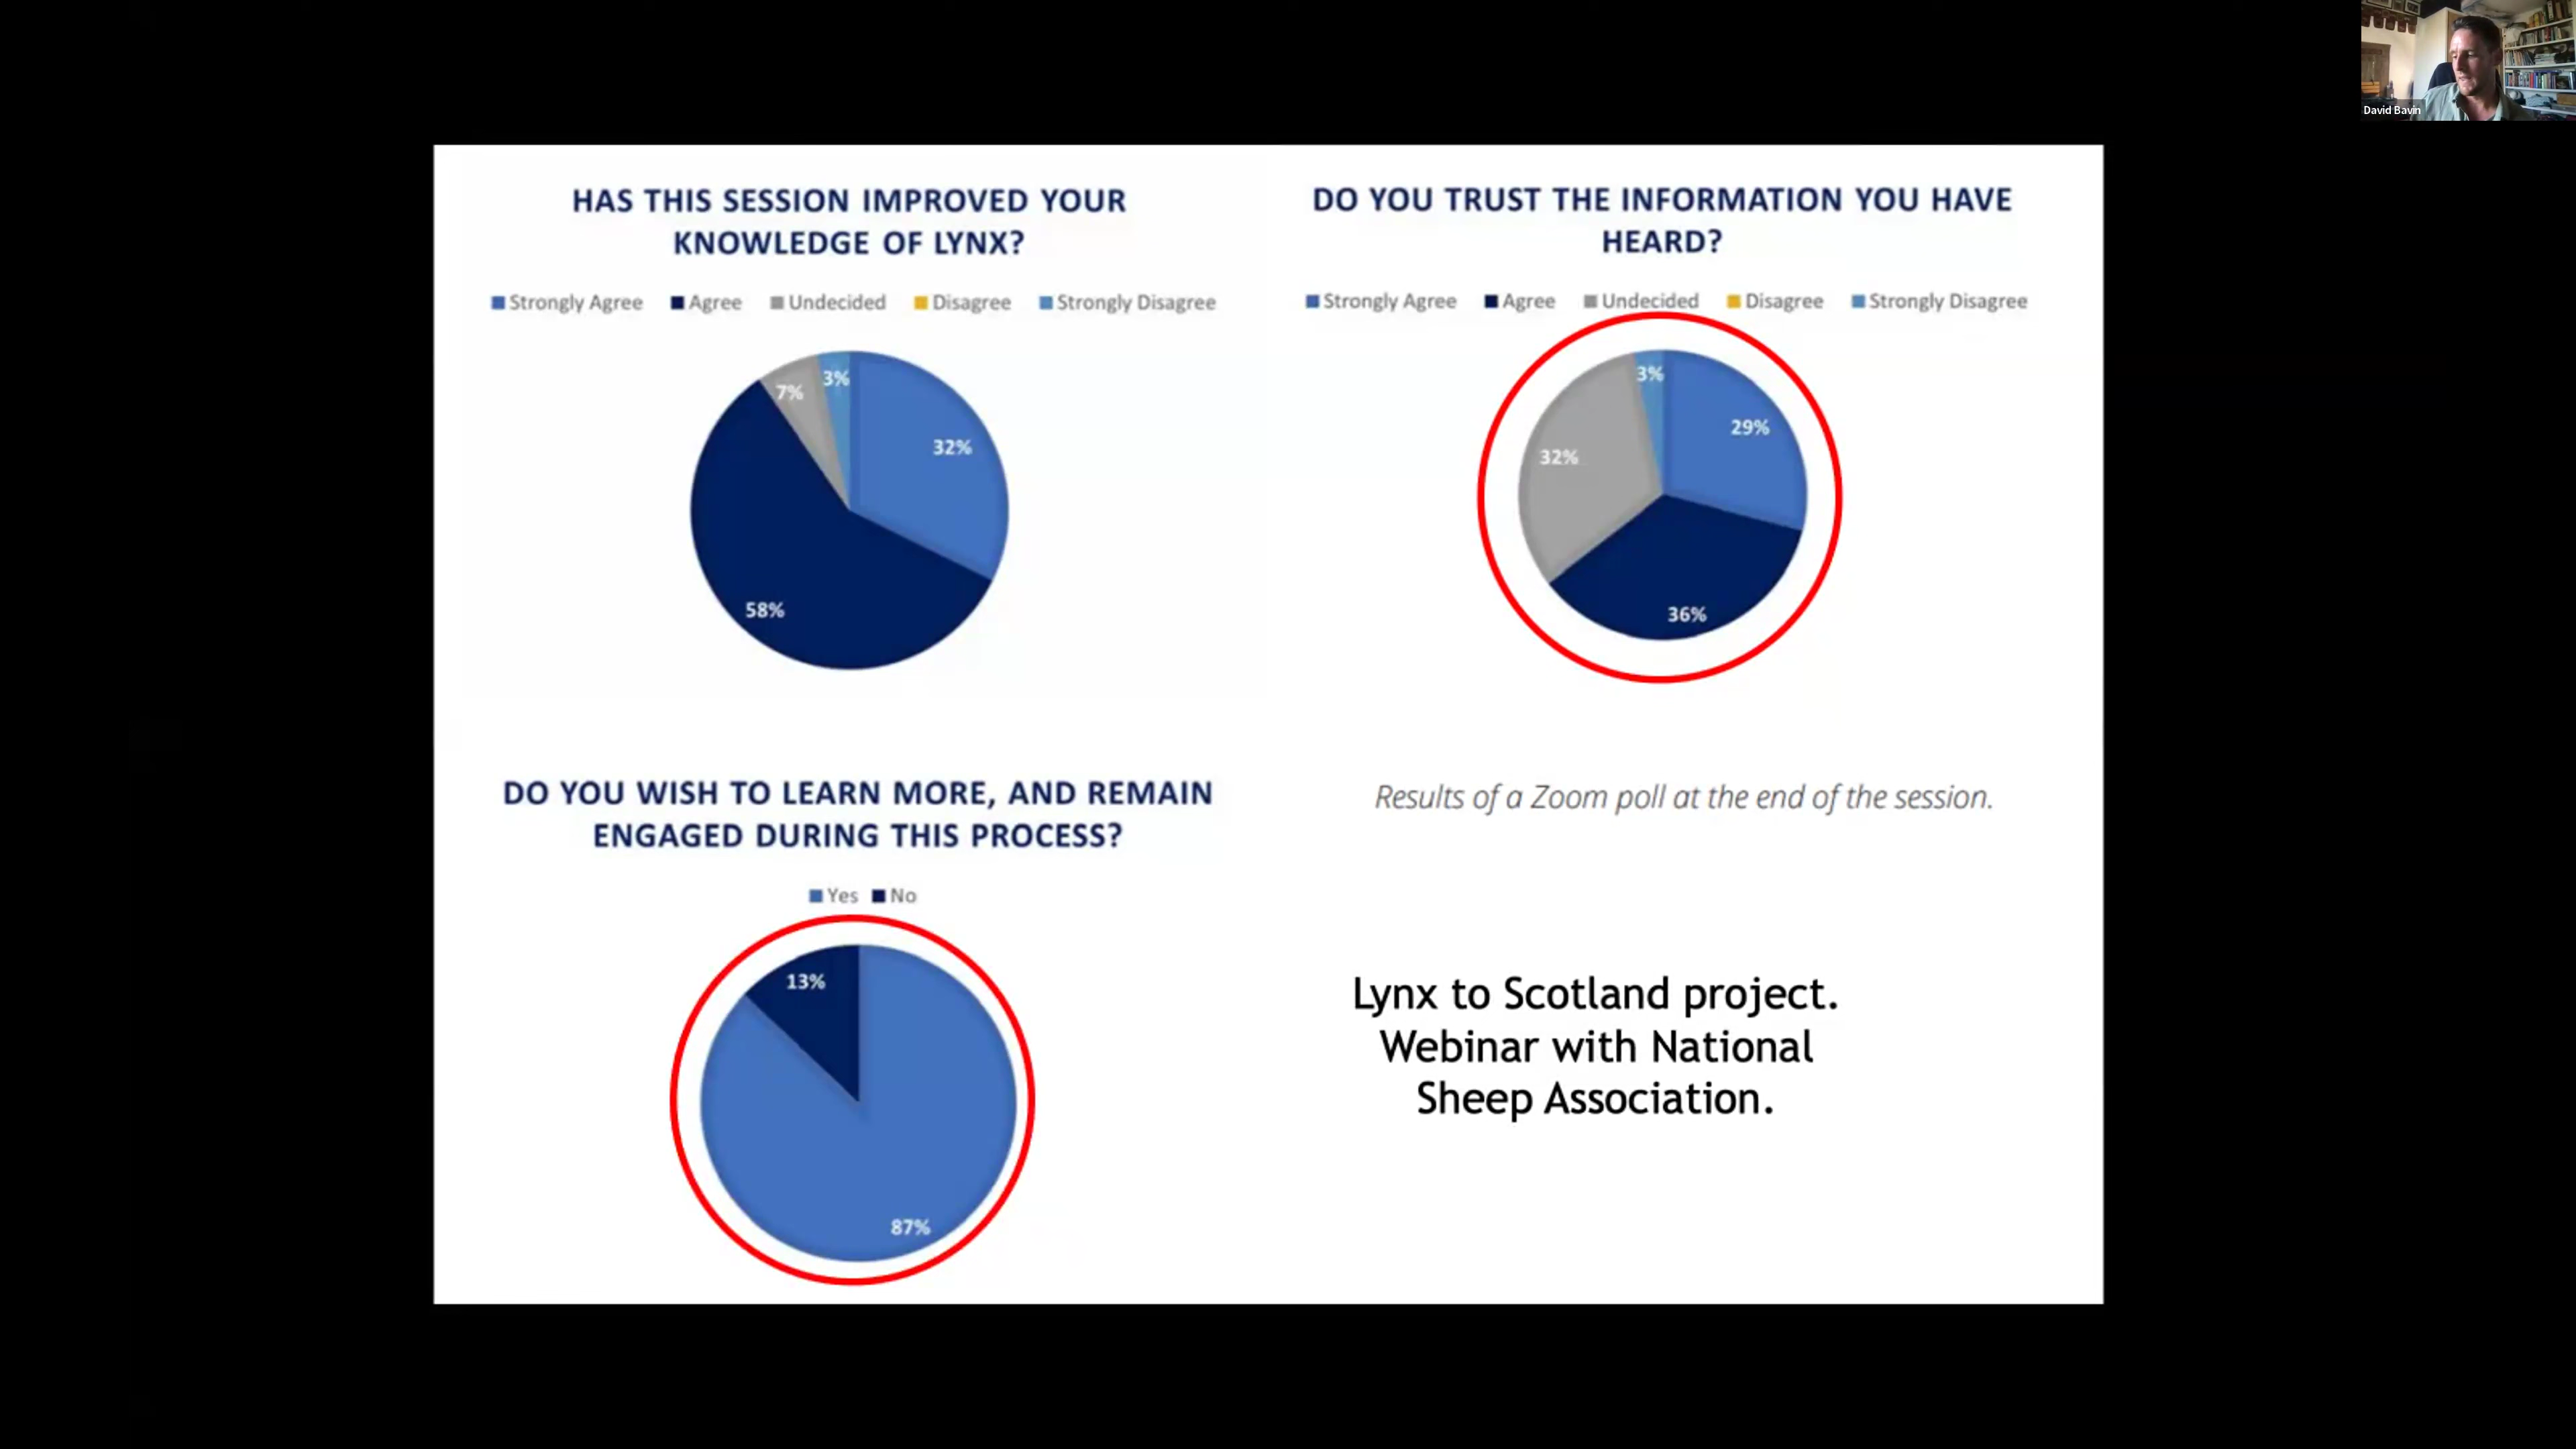 David Bavin
HAS THIS SESSION IMPROVED YOUR
KNOWLEDGE OF LYNX?
Strongly Agree Agree Undecided Disagree Strongly Disagree
7%
3%
32%
58%
DO YOU TRUST THE INFORMATION YOU HAVE
HEARD?
Strongly Agree Agree Undecided Disagree Strongly Disagree
3%
29%
32%
36%
DO YOU WISH TO LEARN MORE, AND REMAIN
ENGAGED DURING THIS PROCESS?
Yes No
13%
87%
Results of a Zoom poll at the end of the session.
Lynx to Scotland project.
Webinar with National
Sheep Association.